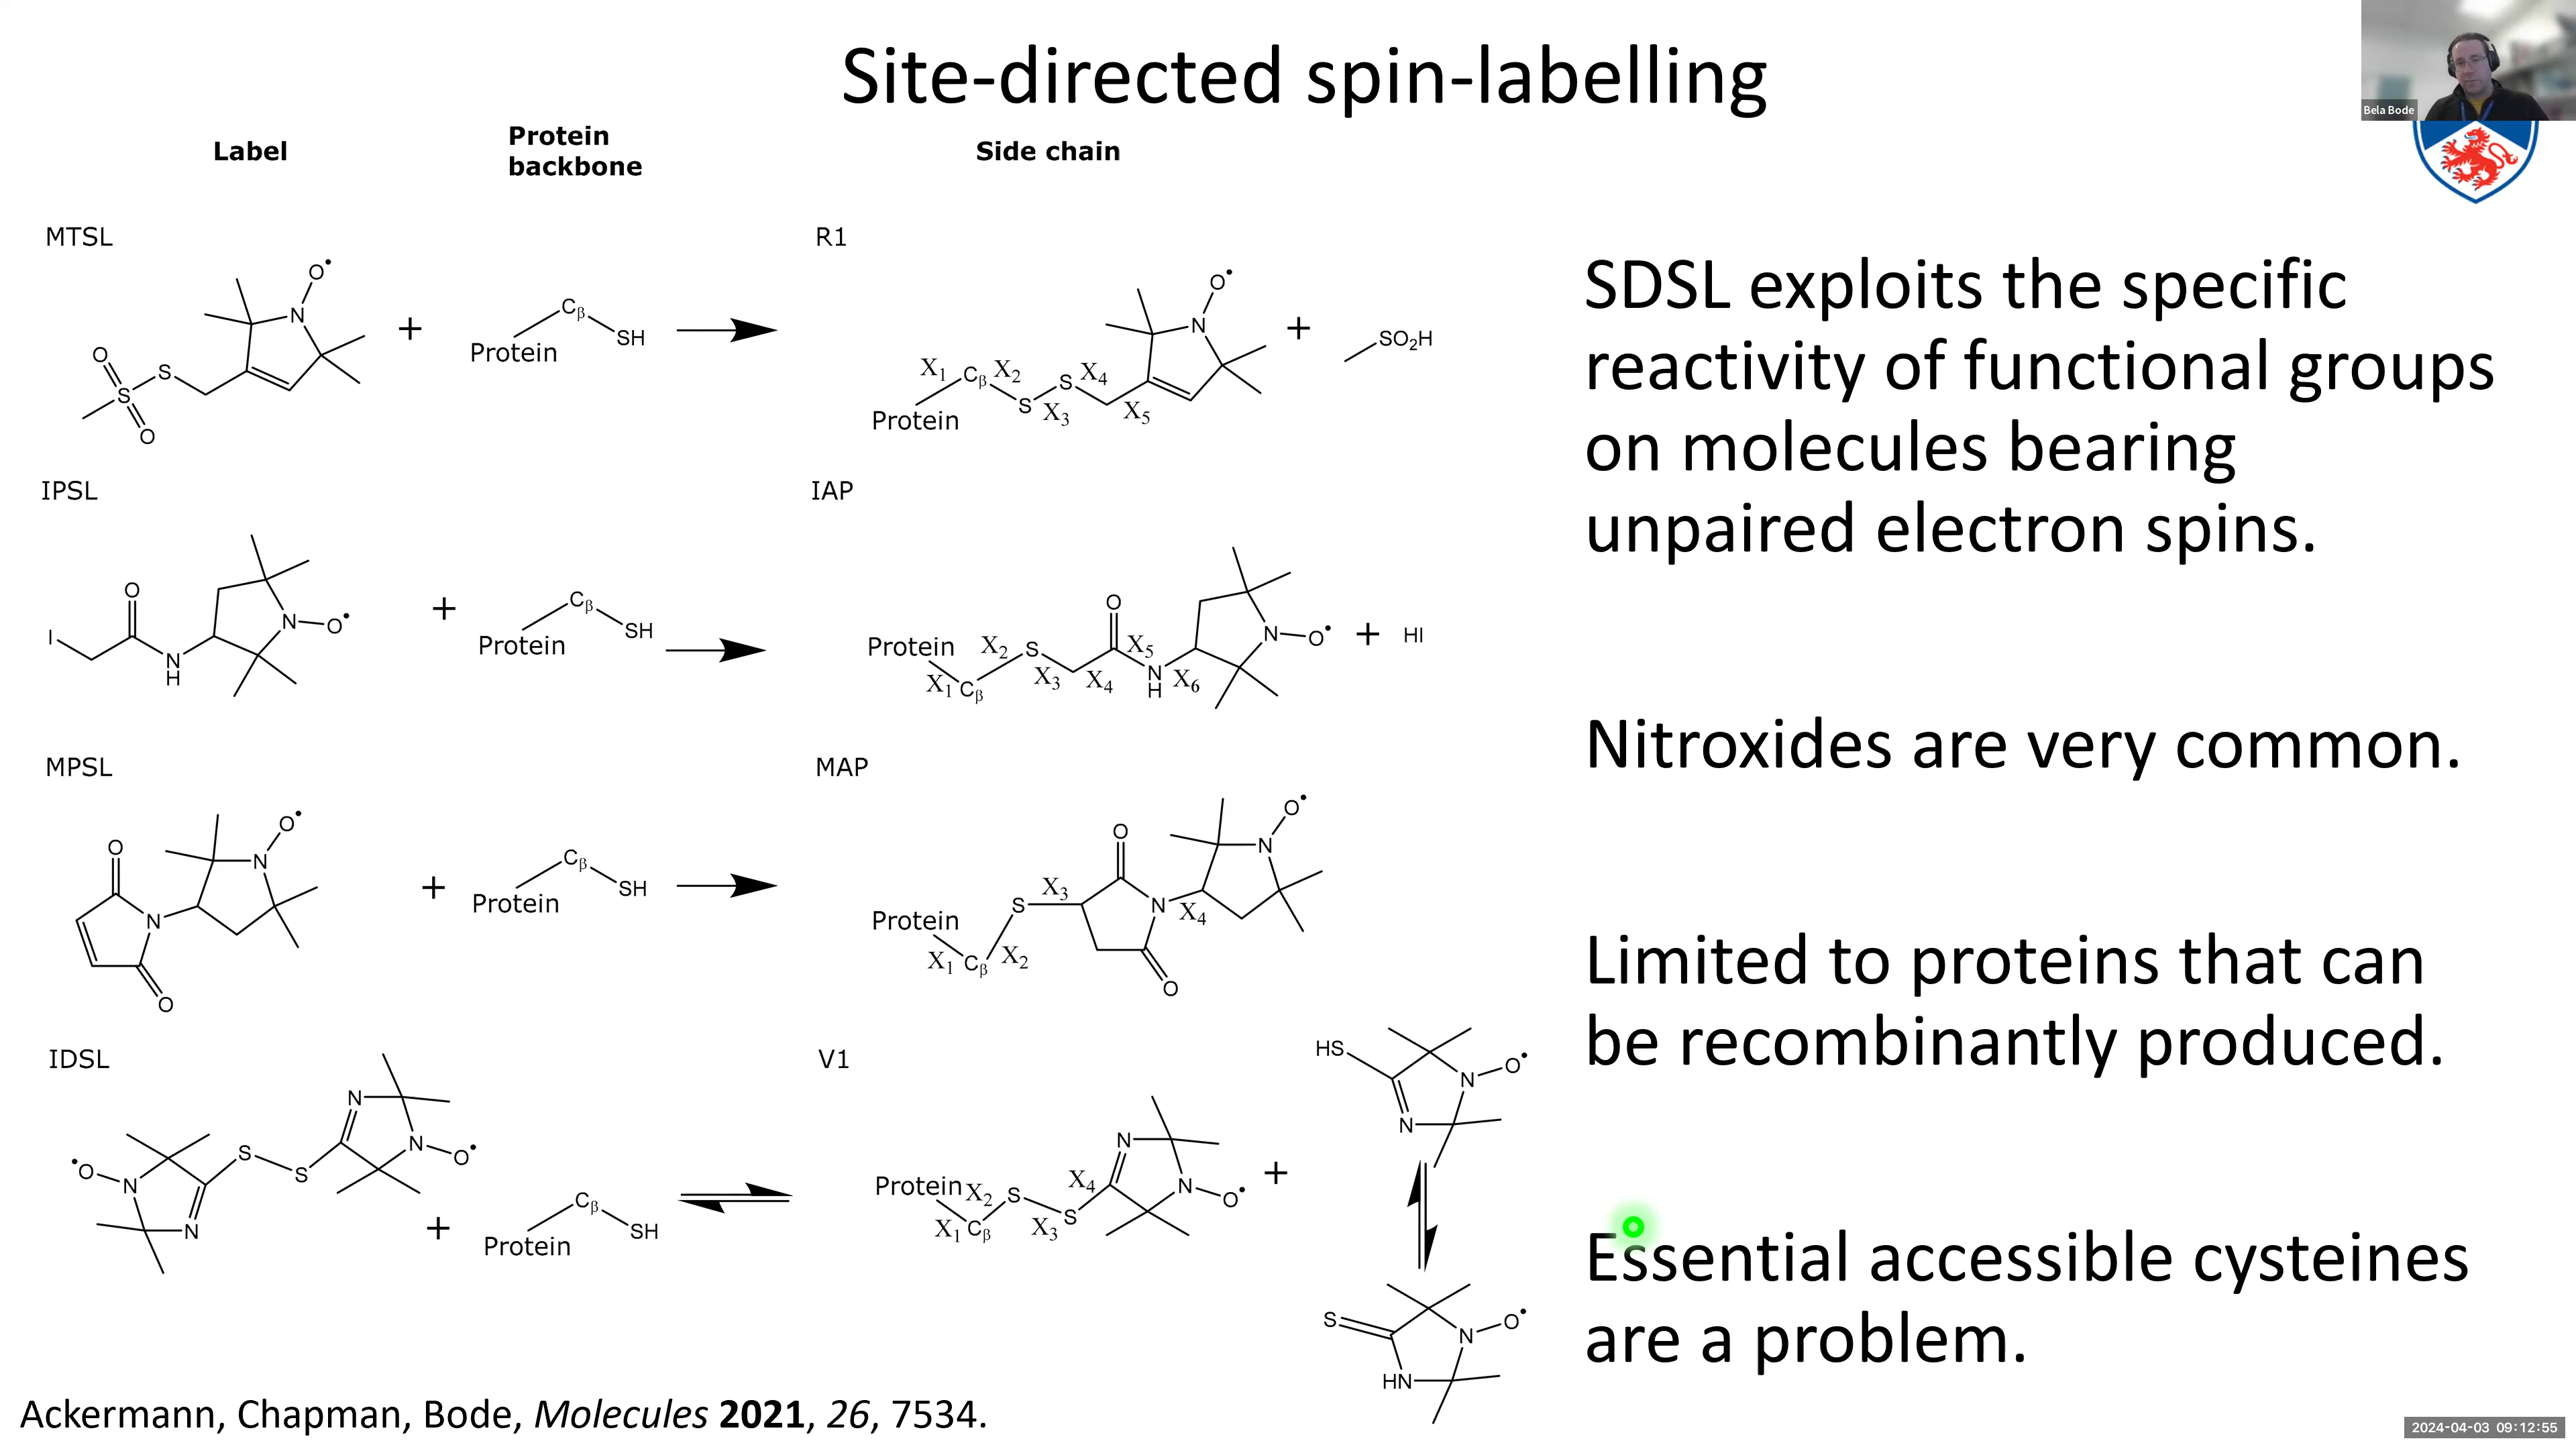 Site-directed spin-labelling
Bela Bode
Label
Protein
backbone
Side chain
MTSL
O•
N
O
S
S
O
+
Cβ
SH
Protein
R1
O•
N
X1
Cβ
X2
S
X3
S
X4
X5
Protein
+
SO2H
IPSL
I
O
N
H
N
O•
+
Cβ
SH
Protein
IAP
Protein
X1
Cβ
X2
S
X3
O
X4
X5
N
H
X6
N
O•
+
HI
MPSL
O
N
O
N
O•
+
Cβ
SH
Protein
MAP
Protein
X1
Cβ
X2
S
X3
O
N
O
X4
N
O•
IDSL
•O
N
N
S
S
N
N
O•
+
Cβ
SH
Protein
V1
Protein
X1
Cβ
X2
S
X3
S
X4
N
N
O•
+
HS
N
N
O•
S
HN
N
O•
SDSL exploits the specific
reactivity of functional groups
on molecules bearing
unpaired electron spins.
Nitroxides are very common.
Limited to proteins that can
be recombinantly produced.
Essential accessible cysteines
are a problem.
Ackermann, Chapman, Bode, Molecules 2021, 26, 7534.
2024-04-03 09:12:55